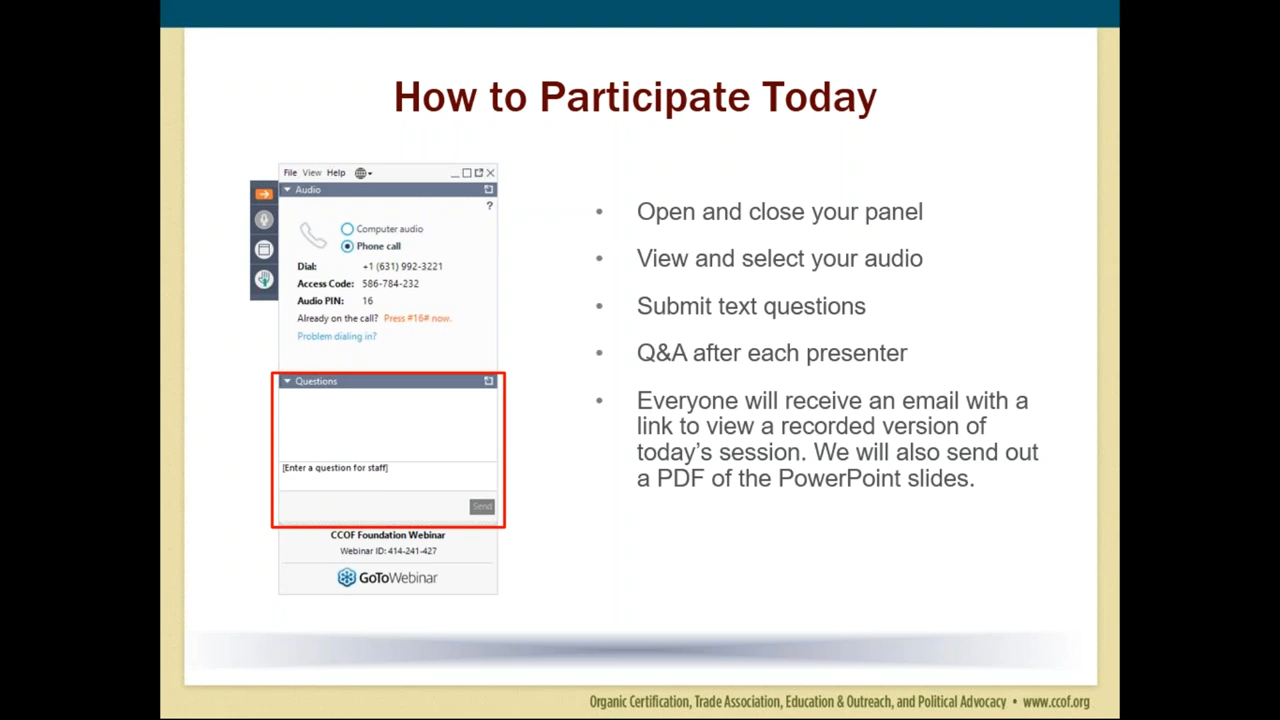 How to Participate Today
File View Help
Audio
?
Computer audio
Phone call
Dial: +1 (631) 992-3221
Access Code: 586-784-232
Audio PIN: 16
Already on the call? Press #16# now.
Problem dialing in?
Questions
[Enter a question for staff]
Send
CCOF Foundation Webinar
Webinar ID: 414-241-427
GoToWebinar
• Open and close your panel
• View and select your audio
• Submit text questions
• Q&A after each presenter
• Everyone will receive an email with a
link to view a recorded version of
today’s session. We will also send out
a PDF of the PowerPoint slides.
Organic Certification, Trade Association, Education & Outreach, and Political Advocacy • www.ccof.org